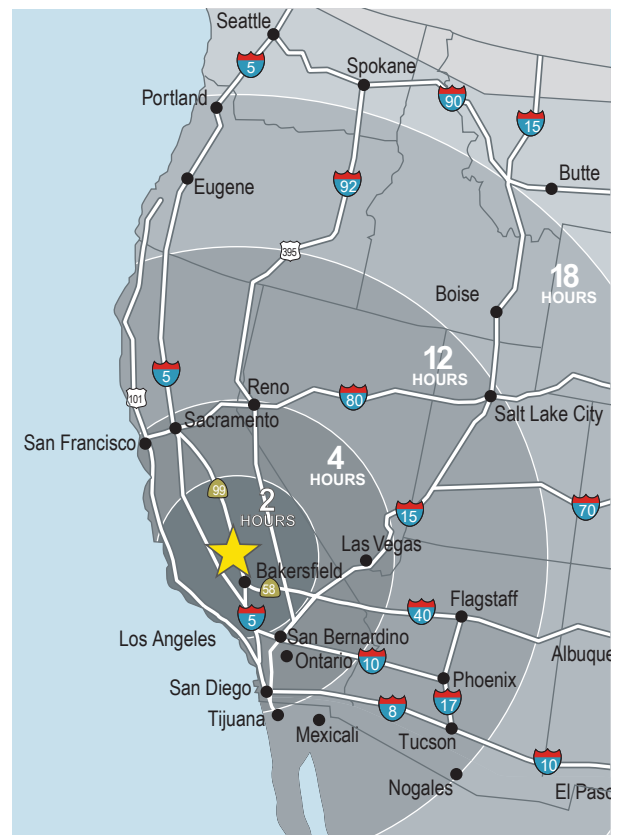 Seattle
5
Spokane
Portland
90
15
Butte
Eugene
92
395
18
HOURS
Boise
12
HOURS
5
101
Reno
80
Salt Lake City
Sacramento
San Francisco
4
HOURS
99
2
HOURS
15
70
Las Vegas
Bakersfield
58
5
40
Flagstaff
Los Angeles
San Bernardino
Ontario
10
Albuque
Phoenix
San Diego
17
8
Tijuana
Mexicali
Tucson
10
Nogales
El Paso